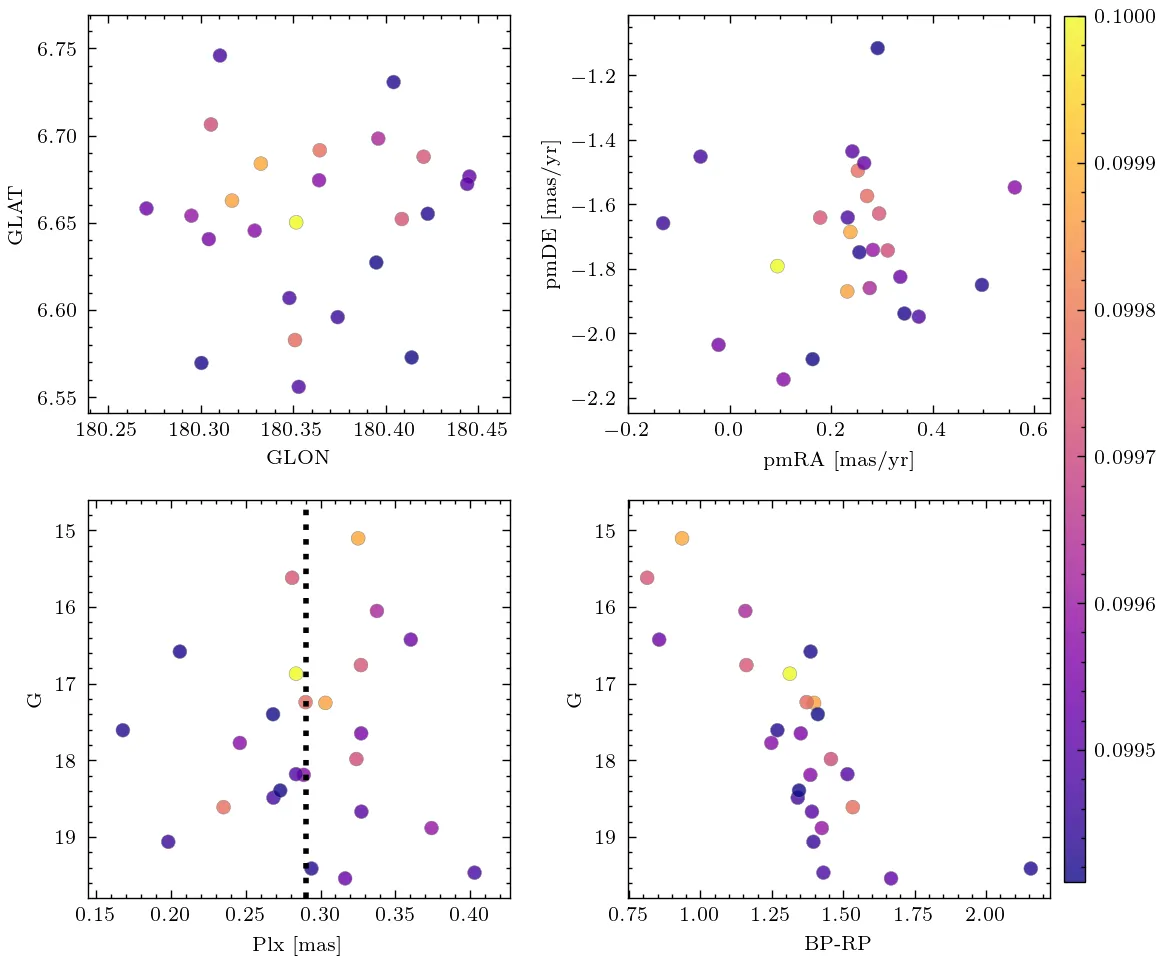 6.75
6.70
6.65
6.60
6.55
GLAT
180.25 180.30 180.35 180.40 180.45
GLON
−1.2
−1.4
−1.6
−1.8
−2.0
−2.2
pmDE [mas/yr]
−0.2 0.0 0.2 0.4 0.6
pmRA [mas/yr]
0.1000
0.0999
0.0998
0.0997
0.0996
0.0995
15
16
17
18
19
G
0.15 0.20 0.25 0.30 0.35 0.40
Plx [mas]
15
16
17
18
19
G
0.75 1.00 1.25 1.50 1.75 2.00
BP-RP